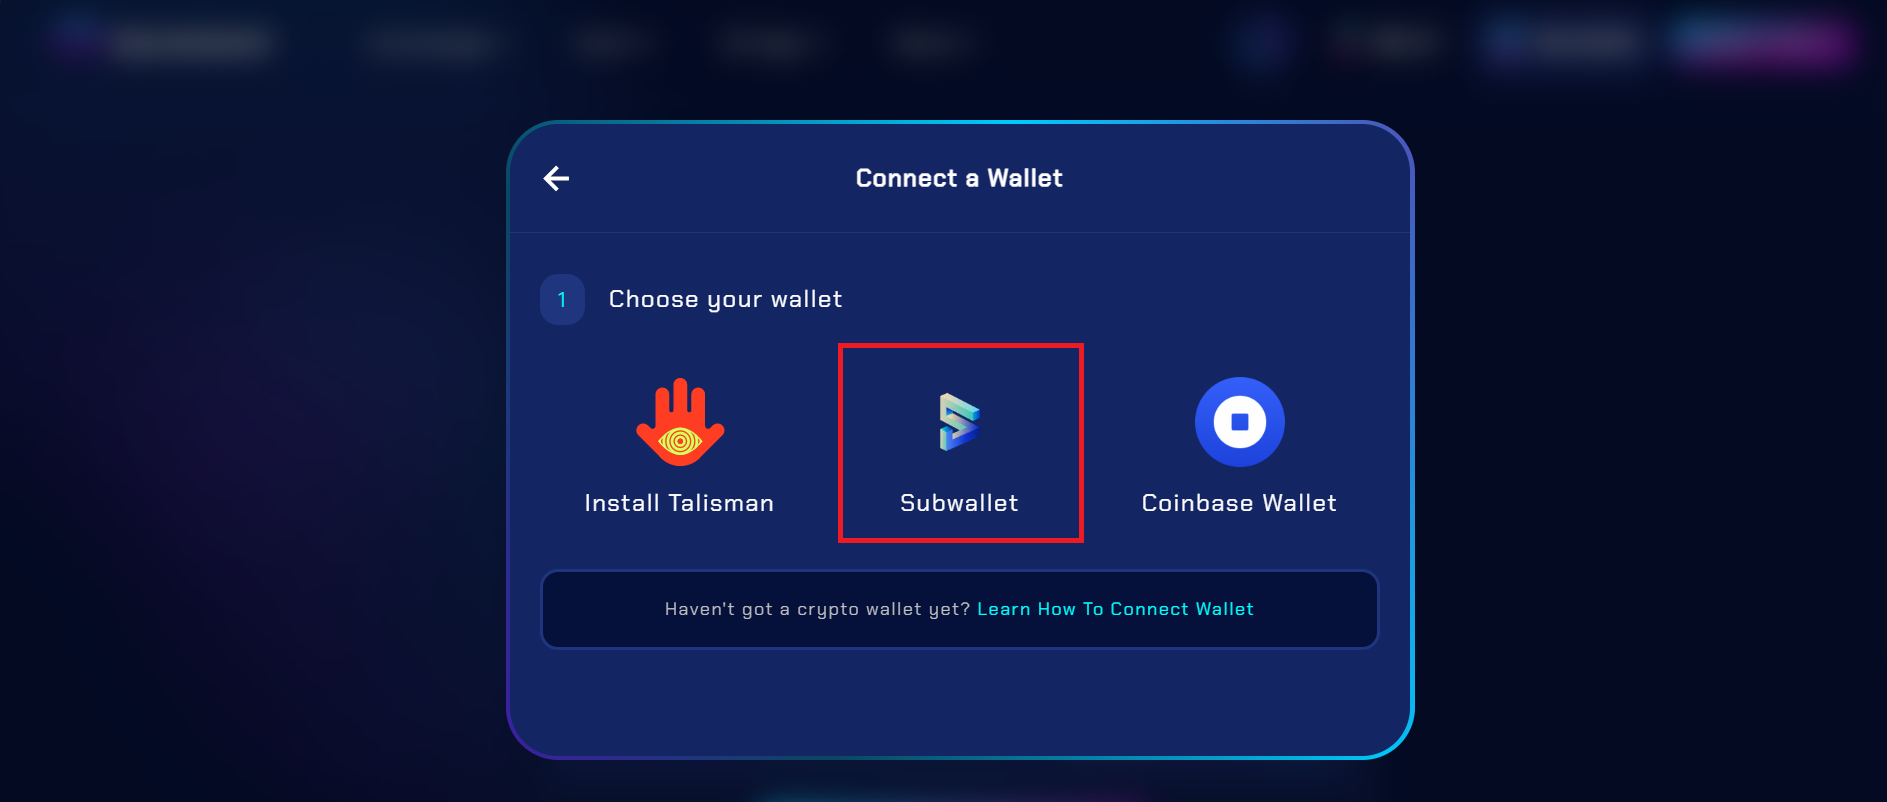 Connect a Wallet
1 Choose your wallet
Install Talisman
Subwallet
Coinbase Wallet
Haven't got a crypto wallet yet? Learn How To Connect Wallet